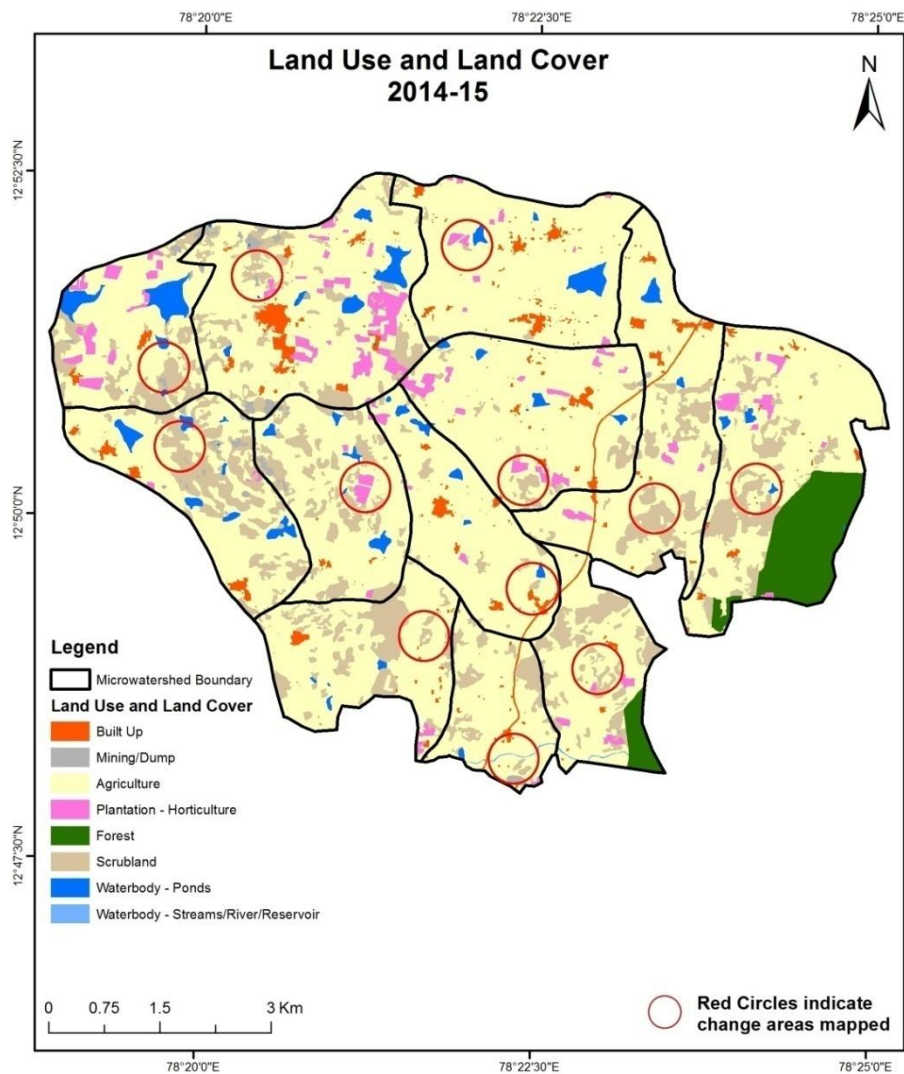 78°20'0"E 78°22'30"E 78°25'0"E
Land Use and Land Cover
2014-15
N
12°52'30"N
12°50'0"N
12°47'30"N
Legend
Microwatershed Boundary
Land Use and Land Cover
Built Up
Mining/Dump
Agriculture
Plantation - Horticulture
Forest
Scrubland
Waterbody - Ponds
Waterbody - Streams/River/Reservoir
0 0.75 1.5 3 Km
Red Circles indicate
change areas mapped
78°20'0"E 78°22'30"E 78°25'0"E